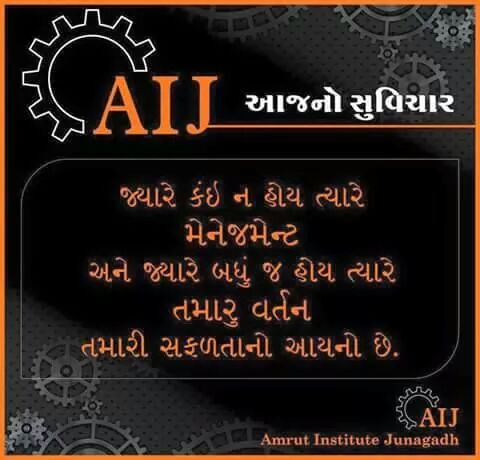 AIJ આજનો સુવિચાર
જ્યારે કંઇ ન હોય ત્યારે
મેનેજમેન્ટ
અને જ્યારે બધું જ હોય ત્યારે
તમારુ વર્તન
તમારી સફળતાનો આયનો છે.
AIJ
Amrut Institute Junagadh